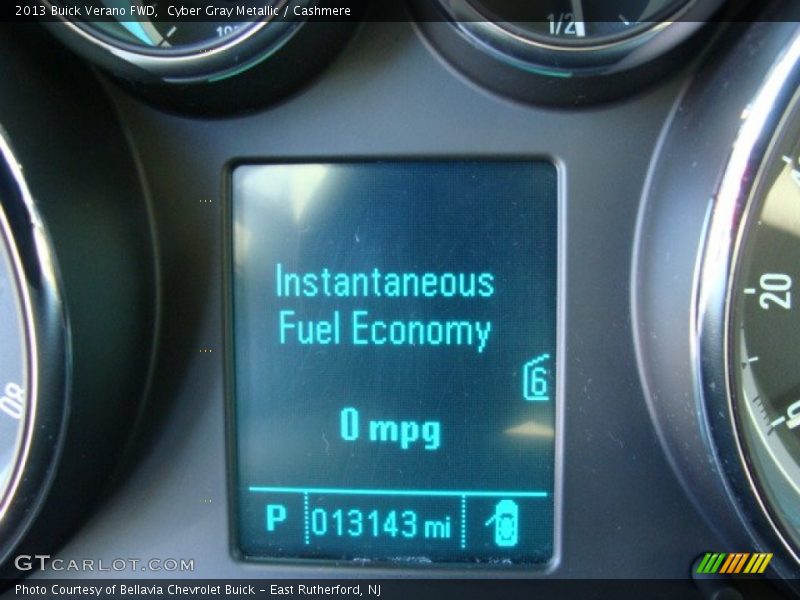 2013 Buick Verano FWD,  Cyber Gray Metallic / Cashmere
1/2
Instantaneous
Fuel Economy
6
0 mpg
P 013143 mi
80
20
GTCARLOT.COM
Photo Courtesy of Bellavia Chevrolet Buick – East Rutherford, NJ